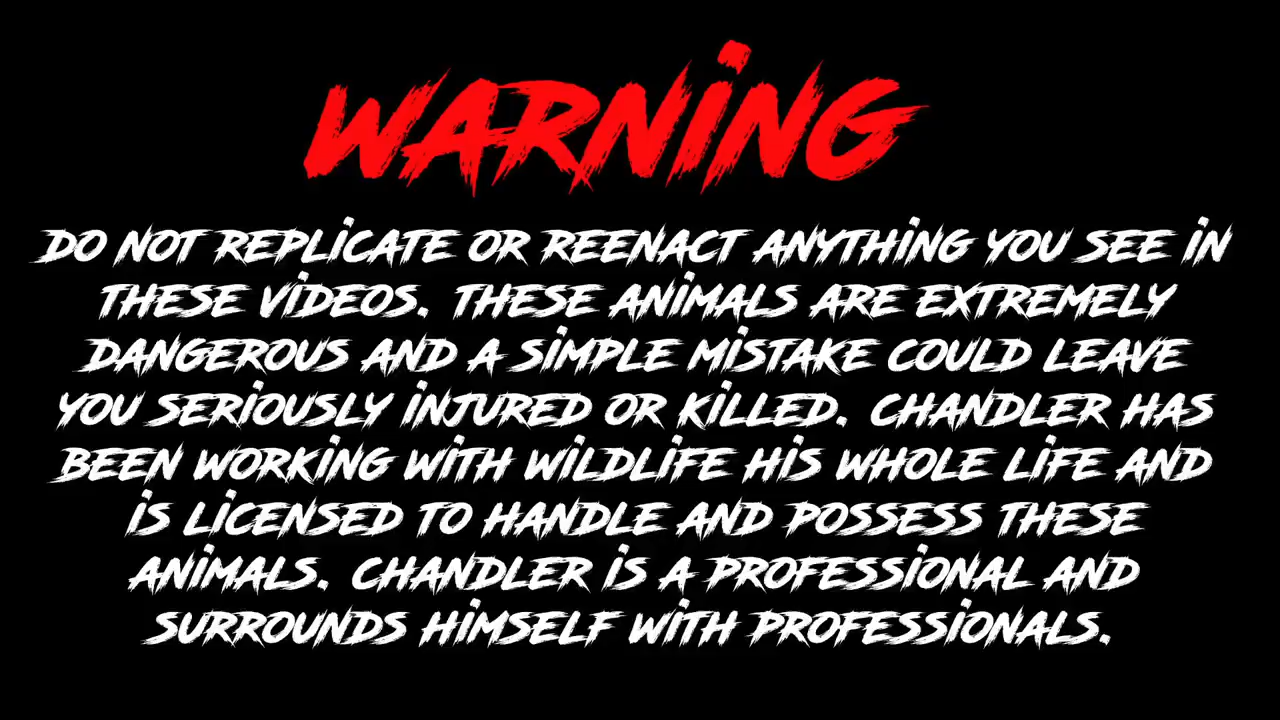 WARNING
DO NOT REPLICATE OR REENACT ANYTHING YOU SEE IN
THESE VIDEOS. THESE ANIMALS ARE EXTREMELY
DANGEROUS AND A SIMPLE MISTAKE COULD LEAVE
YOU SERIOUSLY INJURED OR KILLED. CHANDLER HAS
BEEN WORKING WITH WILDLIFE HIS WHOLE LIFE AND
IS LICENSED TO HANDLE AND POSSESS THESE
ANIMALS. CHANDLER IS A PROFESSIONAL AND
SURROUNDS HIMSELF WITH PROFESSIONALS.